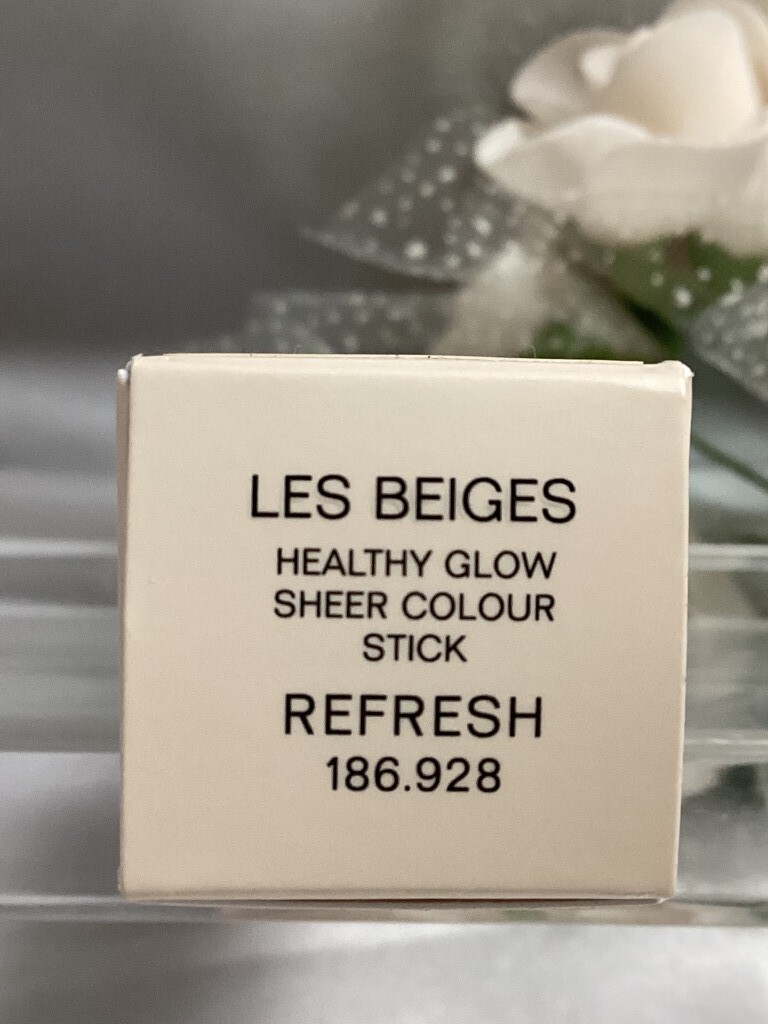 LES BEIGES
HEALTHY GLOW
SHEER COLOUR
STICK
REFRESH
186.928